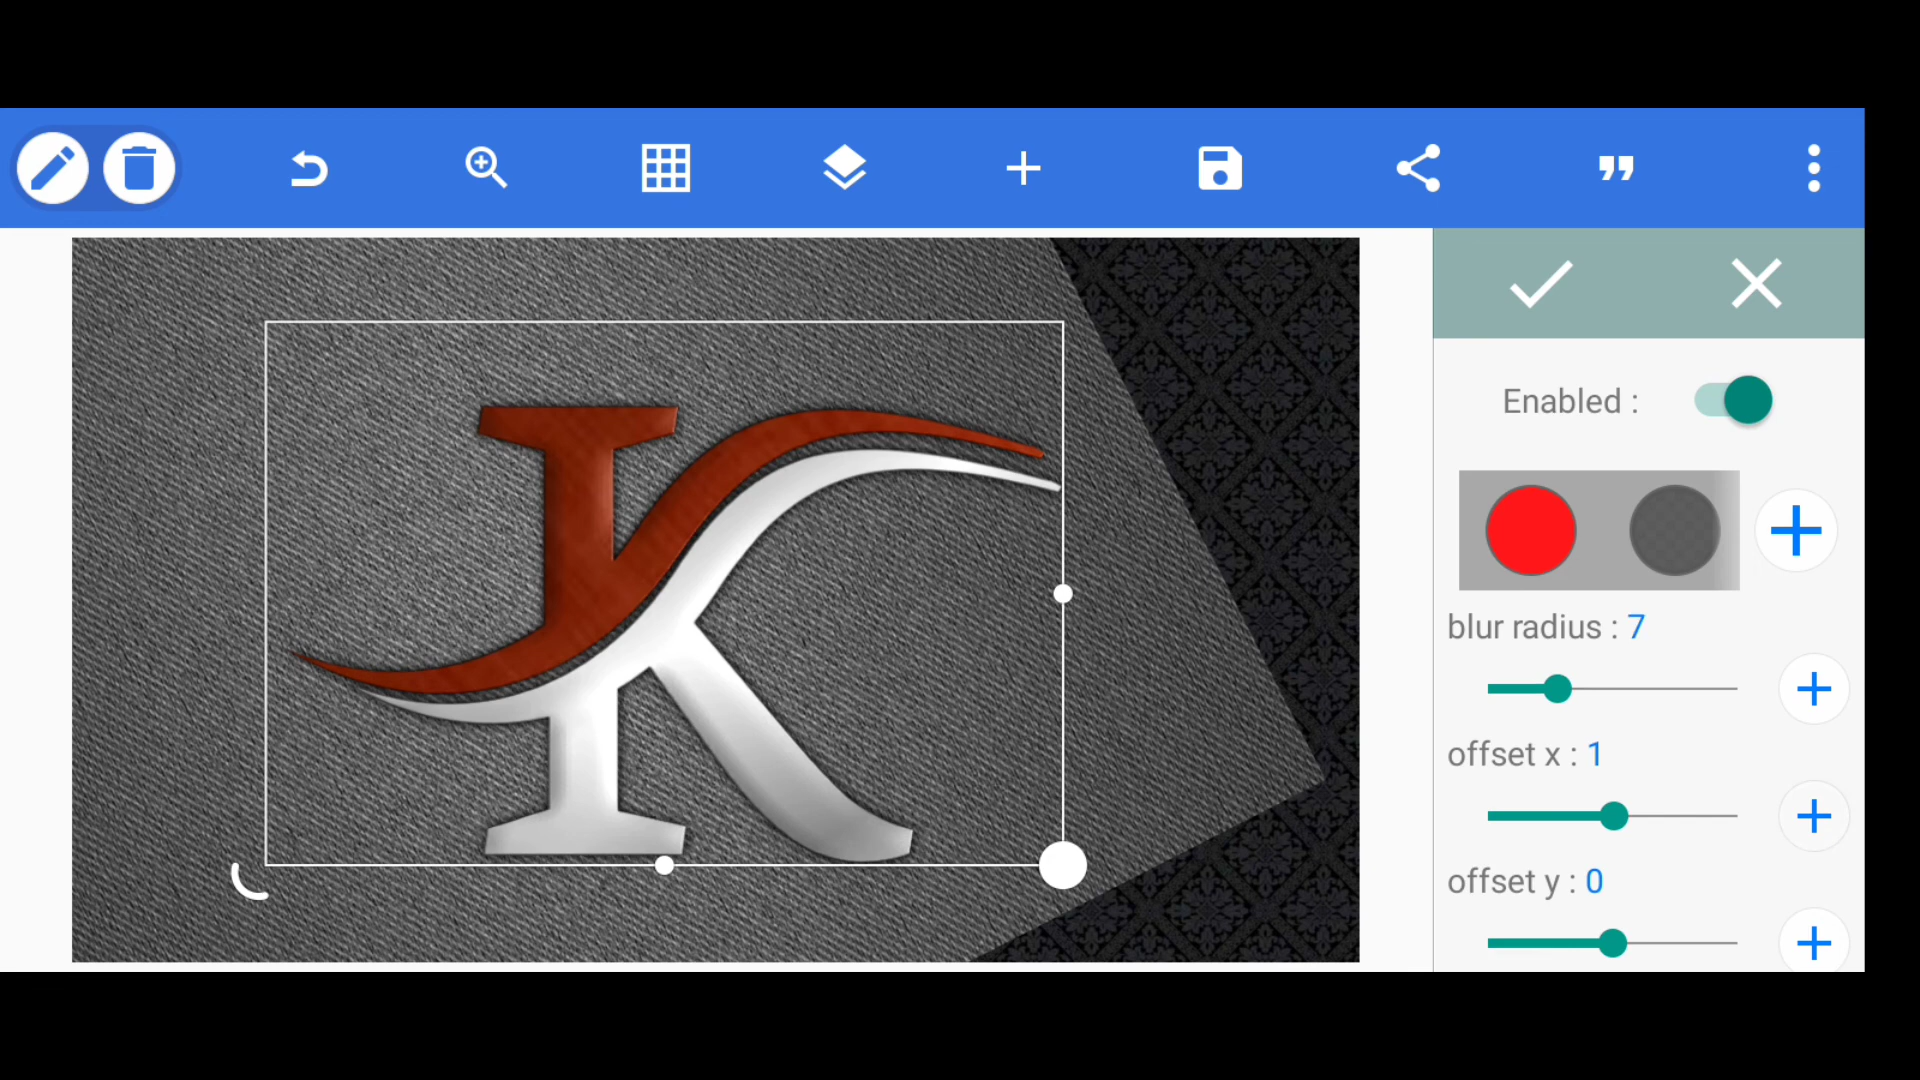 K
Enabled :
blur radius : 7
offset x : 1
offset y : 0